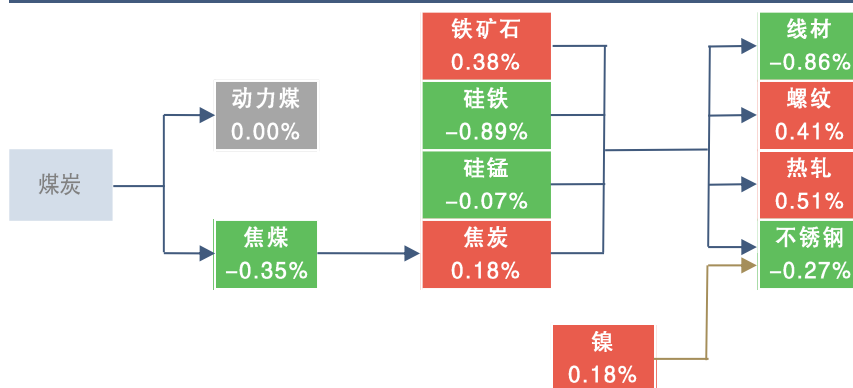 铁矿石
0.38%
线材
-0.86%
动力煤
0.00%
硅铁
-0.89%
螺纹
0.41%
煤炭
硅锰
-0.07%
热轧
0.51%
焦煤
-0.35%
焦炭
0.18%
不锈钢
-0.27%
镍
0.18%